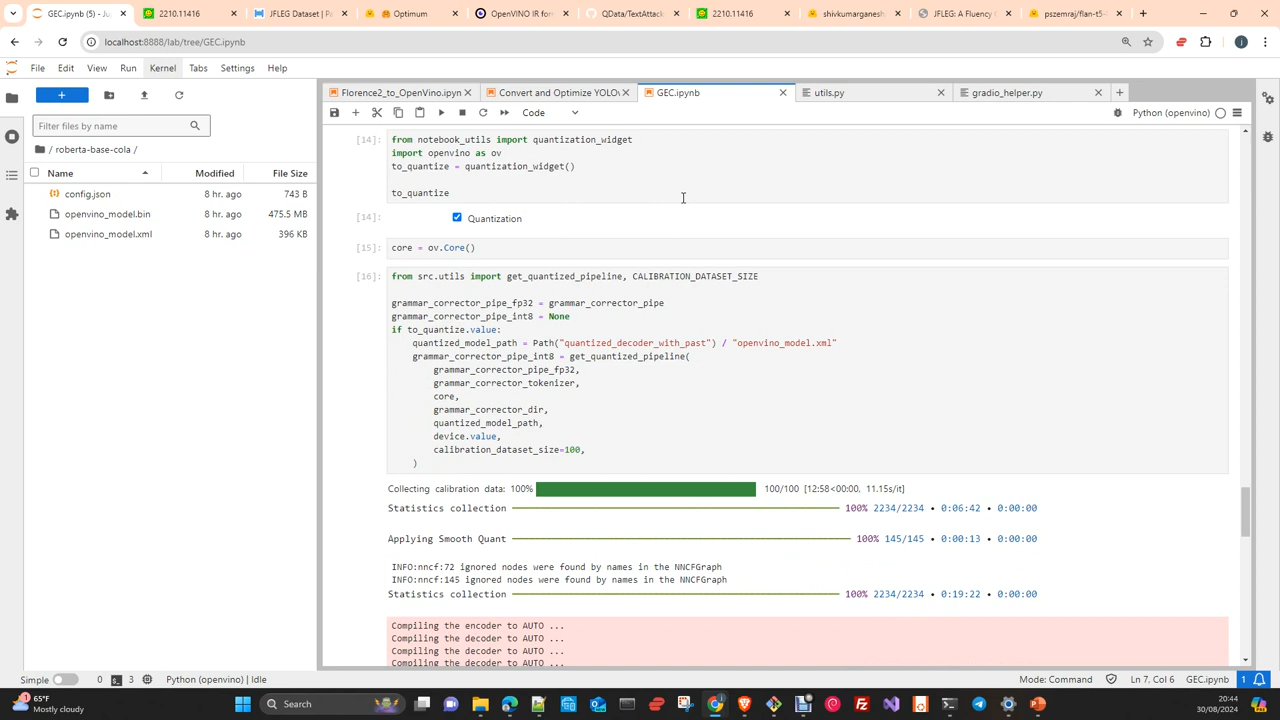 GEC.ipynb (5) - Ju
2210.11416
JFLEG Dataset | P
Optimum
OpenVINO IR for
QData/TextAttack
2210.11416
shivkumarganesh
JFLEG: A Fluency
pszemraj/flan-t5-
localhost:8888/lab/tree/GEC.ipynb
File Edit View Run Kernel Tabs Settings Help
Florence2_to_OpenVino.ipyn
Convert and Optimize YOLOv
GEC.ipynb
utils.py
gradio_helper.py
Code
Python (openvino)
Filter files by name
/ roberta-base-cola /
Name Modified File Size
config.json 8 hr. ago 743 B
openvino_model.bin 8 hr. ago 475.5 MB
openvino_model.xml 8 hr. ago 396 KB
[14]: from notebook_utils import quantization_widget
import openvino as ov
to_quantize = quantization_widget()
to_quantize
[14]: Quantization
[15]: core = ov.Core()
[16]: from src.utils import get_quantized_pipeline, CALIBRATION_DATASET_SIZE
grammar_corrector_pipe_fp32 = grammar_corrector_pipe
grammar_corrector_pipe_int8 = None
if to_quantize.value:
quantized_model_path = Path("quantized_decoder_with_past") / "openvino_model.xml"
grammar_corrector_pipe_int8 = get_quantized_pipeline(
grammar_corrector_pipe_fp32,
grammar_corrector_tokenizer,
core,
grammar_corrector_dir,
quantized_model_path,
device.value,
calibration_dataset_size=100,
)
Collecting calibration data: 100% 100/100 [12:58<00:00, 11.15s/it]
Statistics collection 100% 2234/2234 • 0:06:42 • 0:00:00
Applying Smooth Quant 100% 145/145 • 0:00:13 • 0:00:00
INFO:nncf:72 ignored nodes were found by names in the NNCFGraph
INFO:nncf:145 ignored nodes were found by names in the NNCFGraph
Statistics collection 100% 2234/2234 • 0:19:22 • 0:00:00
Compiling the encoder to AUTO ...
Compiling the decoder to AUTO ...
Compiling the decoder to AUTO ...
Compiling the decoder to AUTO ...
Simple 0 3 Python (openvino) | Idle Mode: Command Ln 7, Col 6 GEC.ipynb 1
65°F
Mostly cloudy
Search
20:44
30/08/2024